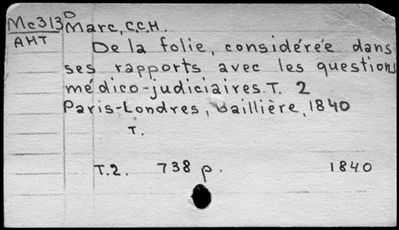 Mc313D Marc, C.C.H.
AHT
De la folie, considérée dans
ses rapports avec les questions
médico-judiciaires. T. 2
Paris-Londres, Baillière, 1840
T.
T.2. 738 p. 1840